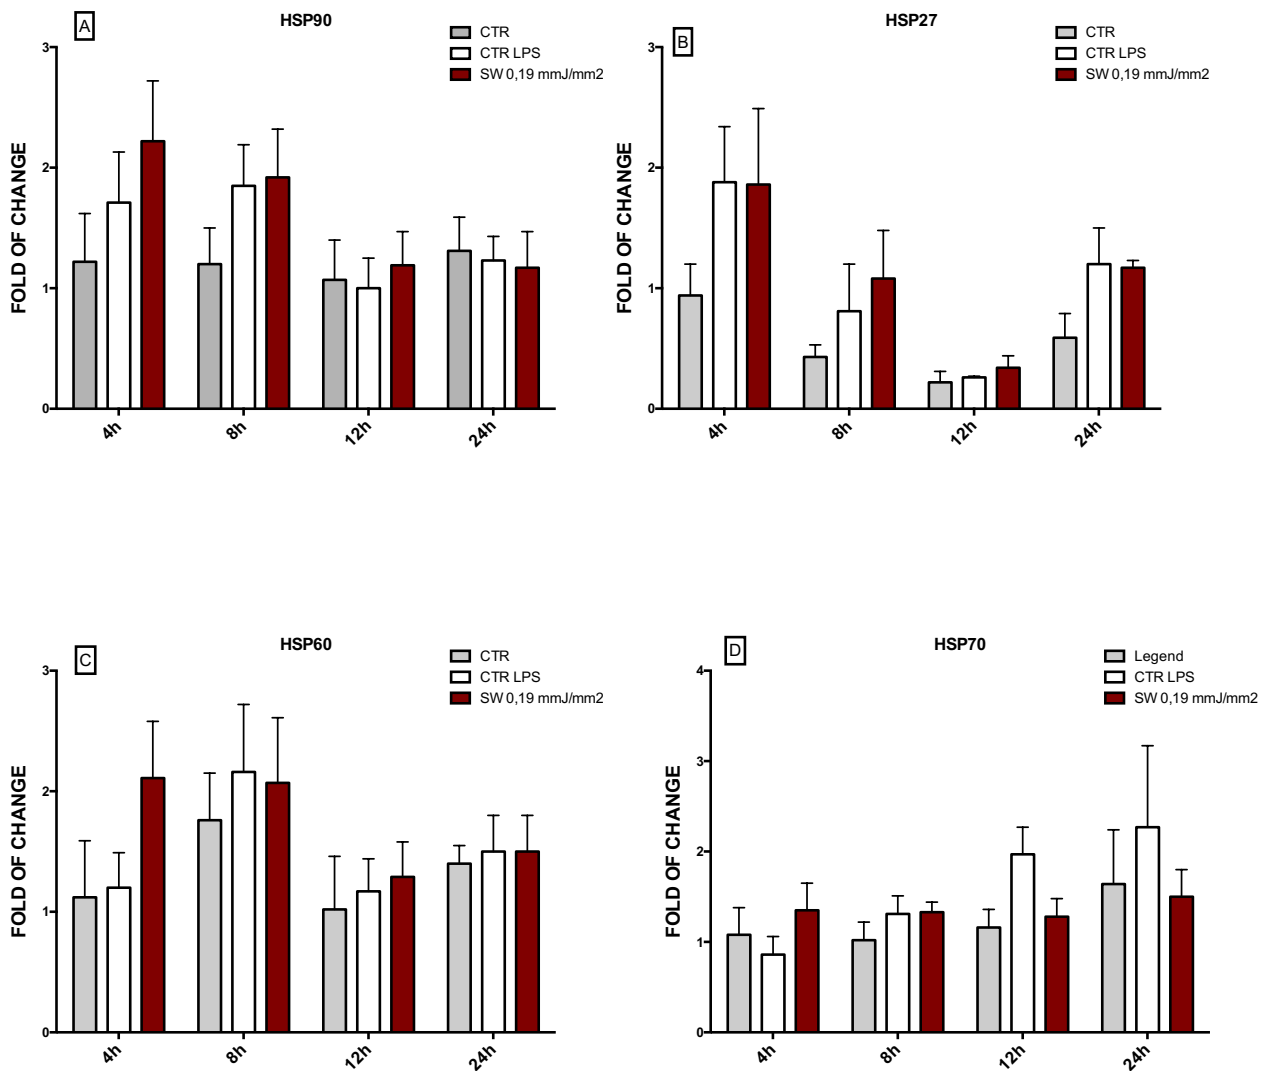 A
HSP90
CTR
CTR LPS
SW 0,19 mmJ/mm2
FOLD OF CHANGE
3
2
1
0
4h
8h
12h
24h
B
HSP27
CTR
CTR LPS
SW 0,19 mmJ/mm2
FOLD OF CHANGE
3
2
1
0
4h
8h
12h
24h
C
HSP60
CTR
CTR LPS
SW 0,19 mmJ/mm2
FOLD OF CHANGE
3
2
1
0
4h
8h
12h
24h
D
HSP70
Legend
CTR LPS
SW 0,19 mmJ/mm2
FOLD OF CHANGE
4
3
2
1
0
4h
8h
12h
24h